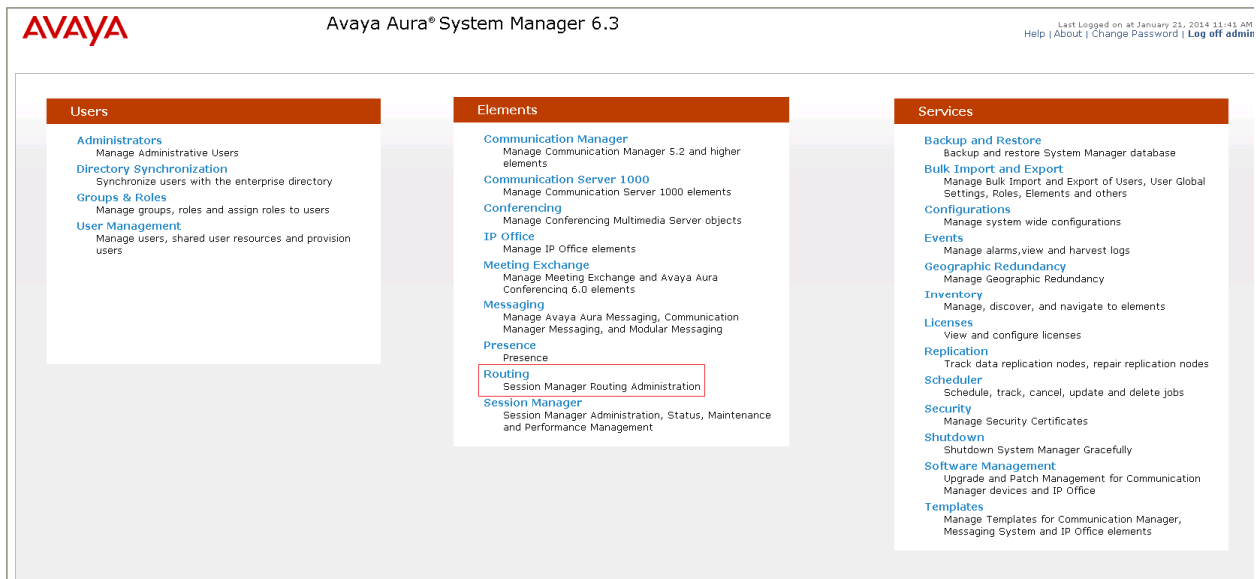 AVAYA
Avaya Aura® System Manager 6.3
Last Logged on at January 21, 2014 11:41 AM
Help | About | Change Password | Log off admin
Users
Administrators
Manage Administrative Users
Directory Synchronization
Synchronize users with the enterprise directory
Groups & Roles
Manage groups, roles and assign roles to users
User Management
Manage users, shared user resources and provision
users
Elements
Communication Manager
Manage Communication Manager 5.2 and higher
elements
Communication Server 1000
Manage Communication Server 1000 elements
Conferencing
Manage Conferencing Multimedia Server objects
IP Office
Manage IP Office elements
Meeting Exchange
Manage Meeting Exchange and Avaya Aura
Conferencing 6.0 elements
Messaging
Manage Avaya Aura Messaging, Communication
Manager Messaging, and Modular Messaging
Presence
Presence
Routing
Session Manager Routing Administration
Session Manager
Session Manager Administration, Status, Maintenance
and Performance Management
Services
Backup and Restore
Backup and restore System Manager database
Bulk Import and Export
Manage Bulk Import and Export of Users, User Global
Settings, Roles, Elements and others
Configurations
Manage system wide configurations
Events
Manage alarms,view and harvest logs
Geographic Redundancy
Manage Geographic Redundancy
Inventory
Manage, discover, and navigate to elements
Licenses
View and configure licenses
Replication
Track data replication nodes, repair replication nodes
Scheduler
Schedule, track, cancel, update and delete jobs
Security
Manage Security Certificates
Shutdown
Shutdown System Manager Gracefully
Software Management
Upgrade and Patch Management for Communication
Manager devices and IP Office
Templates
Manage Templates for Communication Manager,
Messaging System and IP Office elements